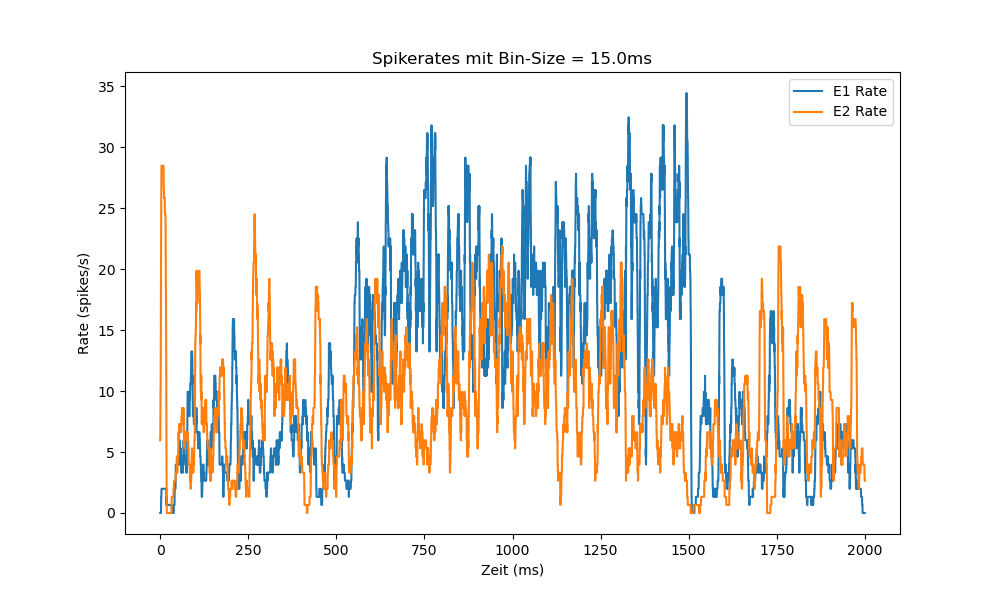 Spikerates mit Bin-Size = 15.0ms
E1 Rate
E2 Rate
Rate (spikes/s)
35
30
25
20
15
10
5
0
0 250 500 750 1000 1250 1500 1750 2000
Zeit (ms)